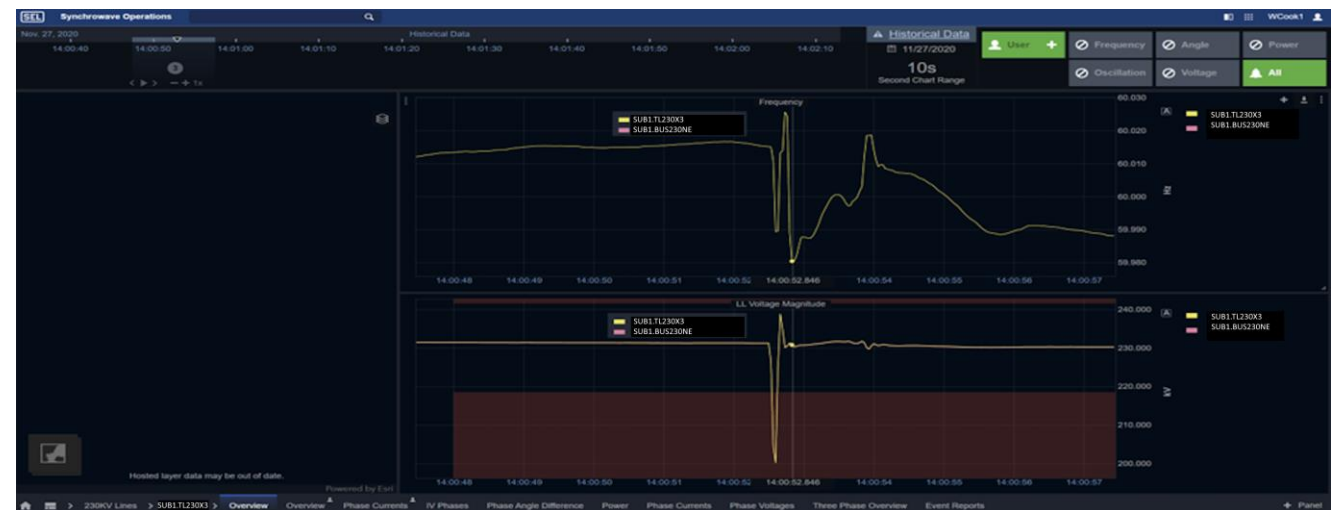 SEL Synchrowave Operations WCook1
Nov. 27, 2020 Historical Data
14:00:40 14:00:50 14:01:00 14:01:10 14:01:20 14:01:30 14:01:40 14:01:50 14:02:00 14:02:10
3
1x
Historical Data
11/27/2020
10s
Second Chart Range
User +
Frequency Angle Power
Oscillation Voltage All
Frequency
SUB1.TL230X3
SUB1.BUS230NE
60.030
60.020
60.010
60.000
59.990
59.980
Hz
A
SUB1.TL230X3
SUB1.BUS230NE
14:00:48 14:00:49 14:00:50 14:00:51 14:00:52 14:00:52.846 14:00:54 14:00:55 14:00:56 14:00:57
LL Voltage Magnitude
SUB1.TL230X3
SUB1.BUS230NE
240.000
230.000
220.000
210.000
200.000
kV
A
SUB1.TL230X3
SUB1.BUS230NE
14:00:48 14:00:49 14:00:50 14:00:51 14:00:52 14:00:52.846 14:00:54 14:00:55 14:00:56 14:00:57
Hosted layer data may be out of date.
Powered by Esri
> 230KV Lines > SUB1.TL230X3 > Overview Overview Phase Currents IV Phases Phase Angle Difference Power Phase Currents Phase Voltages Three Phase Overview Event Reports + Panel